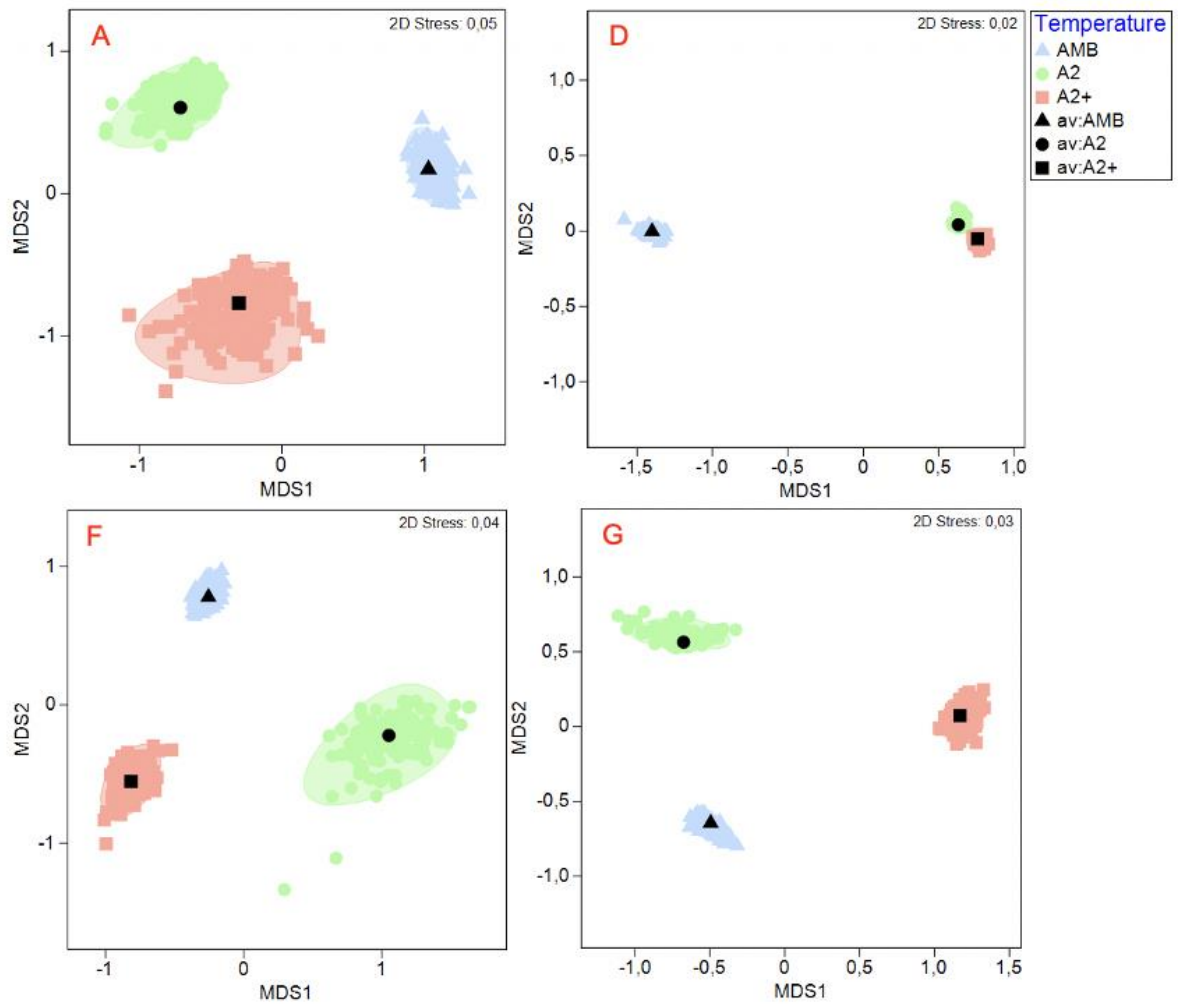 A
2D Stress: 0,05
1
0
-1
MDS2
-1
0
1
MDS1
D
2D Stress: 0,02
1,0
0,5
0
-0,5
-1,0
MDS2
-1,5
-1,0
-0,5
0
0,5
1,0
MDS1
Temperature
AMB
A2
A2+
av:AMB
av:A2
av:A2+
F
2D Stress: 0,04
1
0
-1
MDS2
-1
0
1
MDS1
G
2D Stress: 0,03
1,0
0,5
0
-0,5
-1,0
MDS2
-1,0
-0,5
0
0,5
1,0
1,5
MDS1